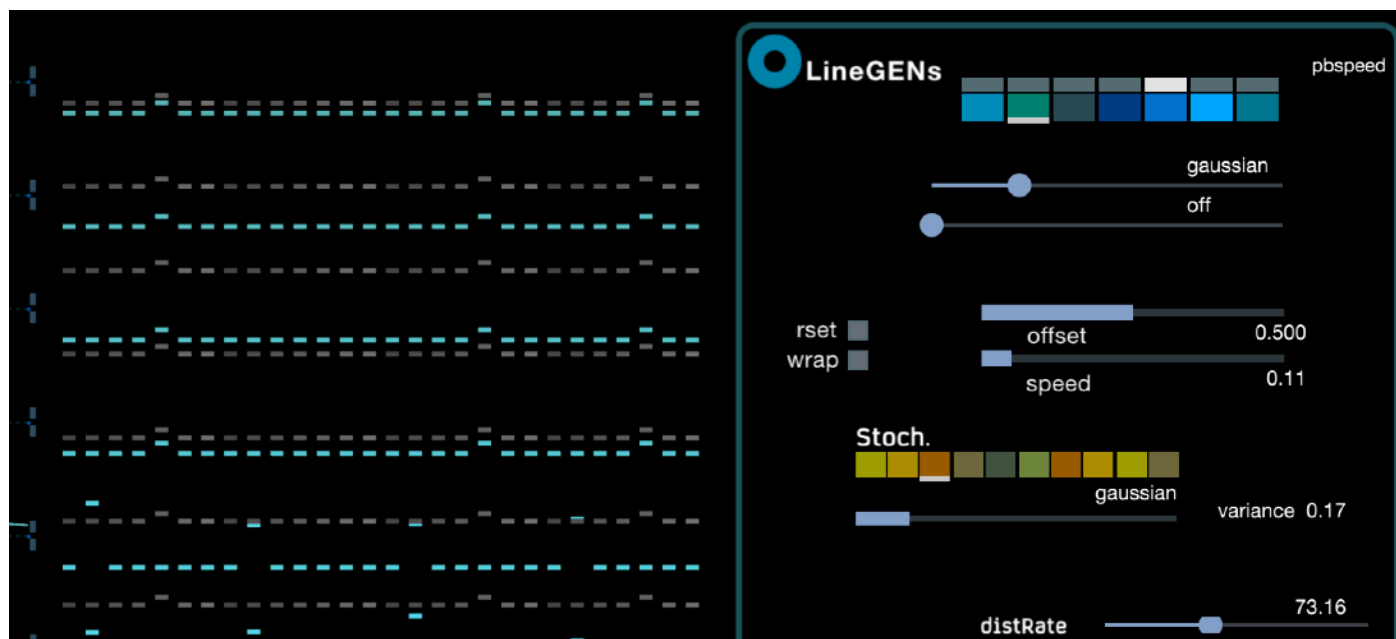 LineGENs
pbspeed
gaussian
off
rset
offset 0.500
wrap
speed 0.11
Stoch.
gaussian
variance 0.17
73.16
distRate